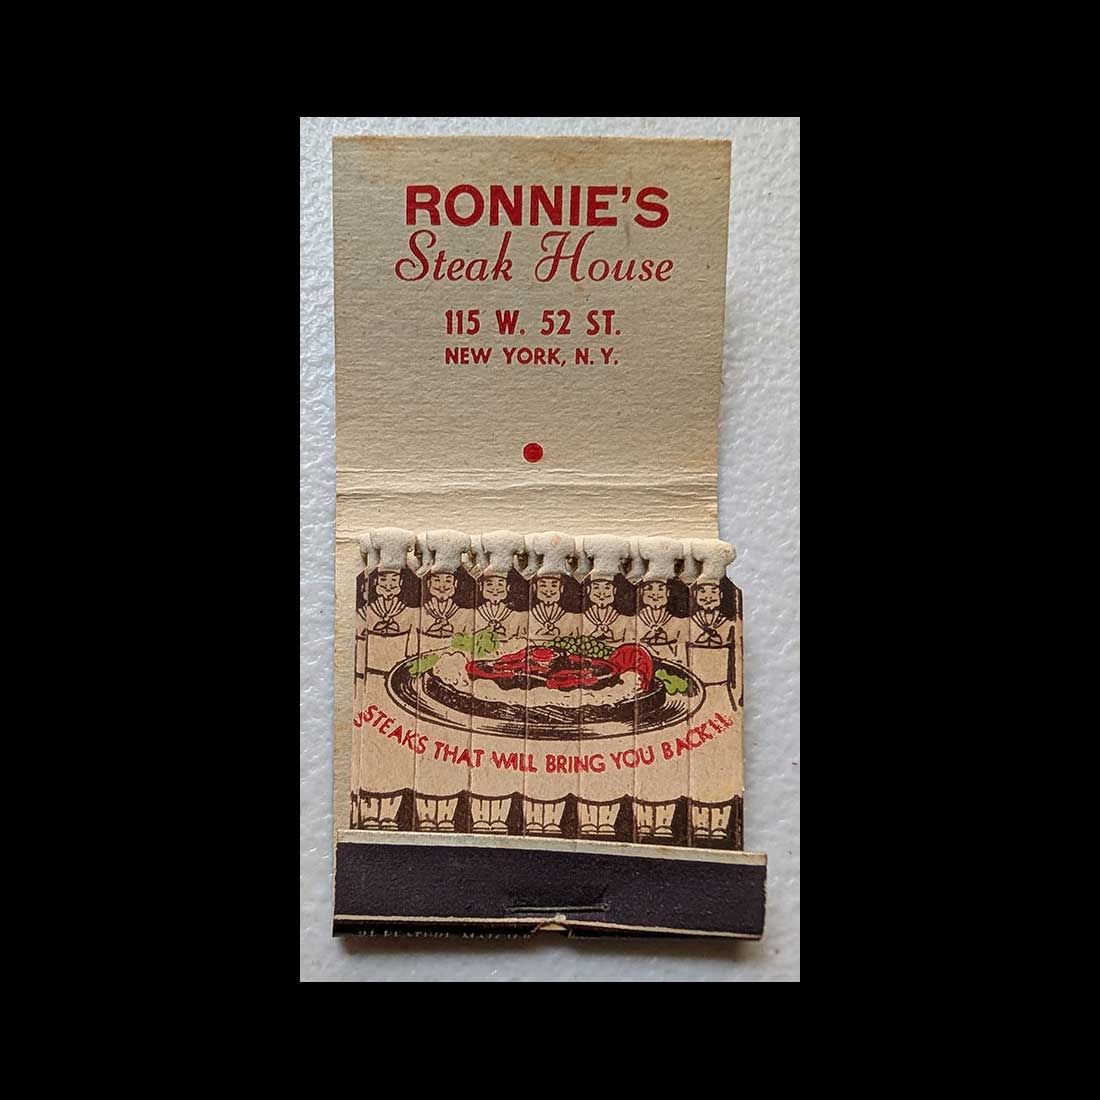 RONNIE'S
Steak House
115 W. 52 ST.
NEW YORK, N. Y.
STEAKS THAT WILL BRING YOU BACK!!